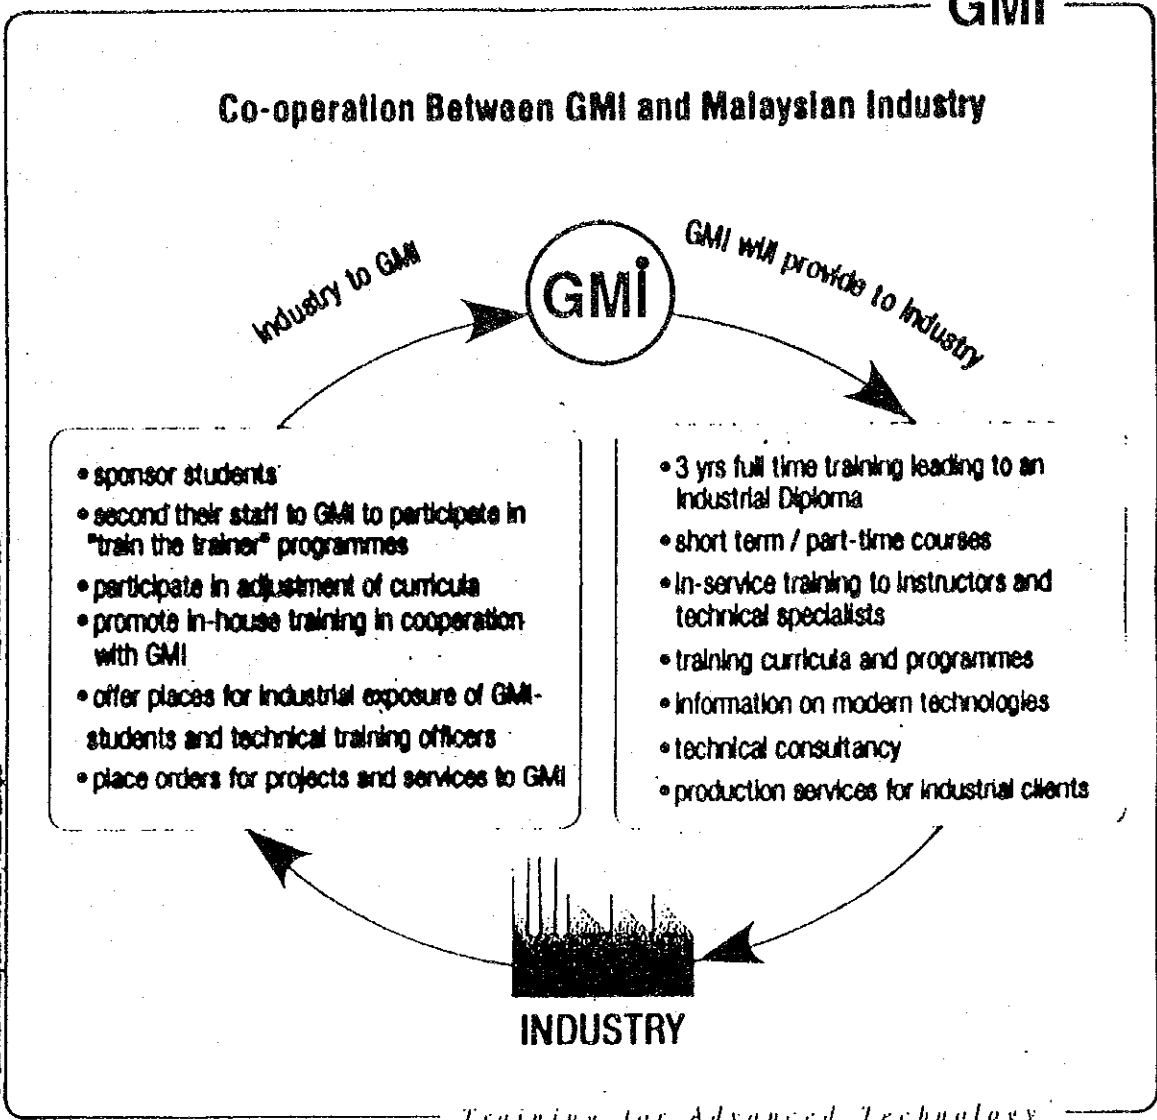 GMI
Co-operation Between GMI and Malaysian Industry
Industry to GMI
GMI
GMI will provide to Industry
• sponsor students
• second their staff to GMI to participate in
"train the trainer" programmes
• participate in adjustment of curricula
• promote in-house training in cooperation
with GMI
• offer places for industrial exposure of GMI-
students and technical training officers
• place orders for projects and services to GMI
• 3 yrs full time training leading to an
Industrial Diploma
• short term / part-time courses
• in-service training to instructors and
technical specialists
• training curricula and programmes
• information on modern technologies
• technical consultancy
• production services for industrial clients
INDUSTRY
Training for Advanced Technology